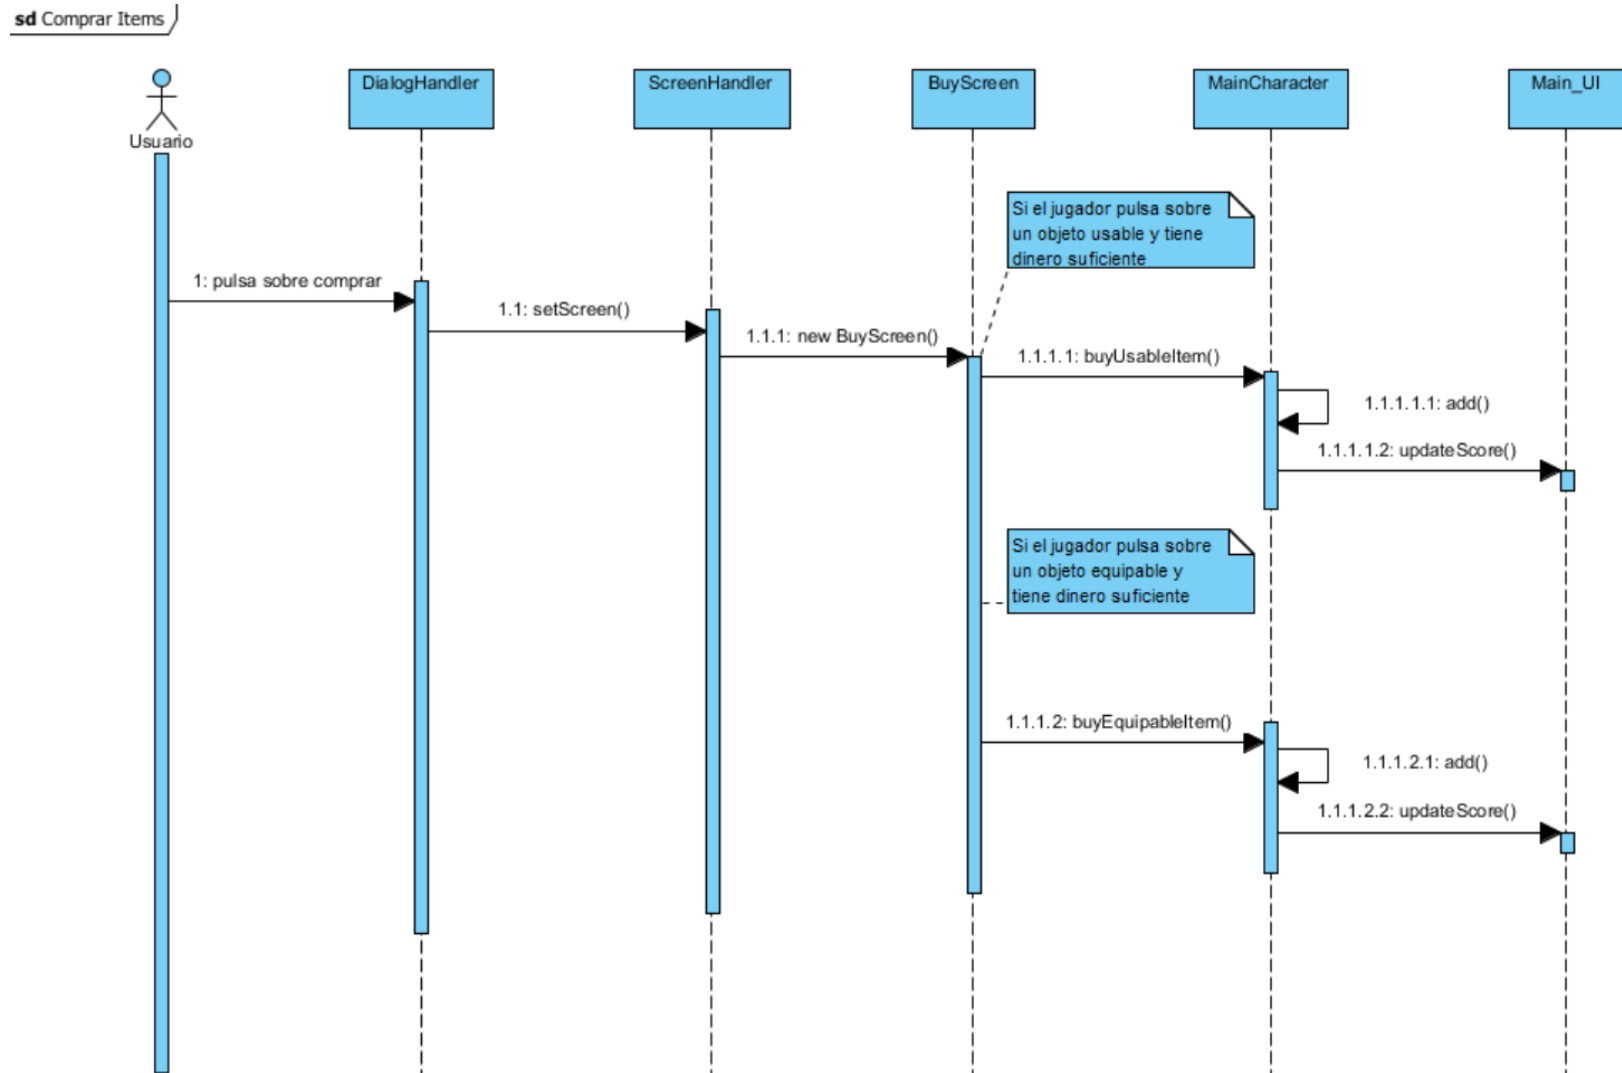 sd Comprar Items
DialogHandler
ScreenHandler
BuyScreen
MainCharacter
Main_UI
Usuario
Si el jugador pulsa sobre
un objeto usable y tiene
dinero suficiente
1: pulsa sobre comprar
1.1: setScreen()
1.1.1: new BuyScreen()
1.1.1.1: buyUsableItem()
1.1.1.1.1: add()
1.1.1.1.2: updateScore()
Si el jugador pulsa sobre
un objeto equipable y
tiene dinero suficiente
1.1.1.2: buyEquipableItem()
1.1.1.2.1: add()
1.1.1.2.2: updateScore()